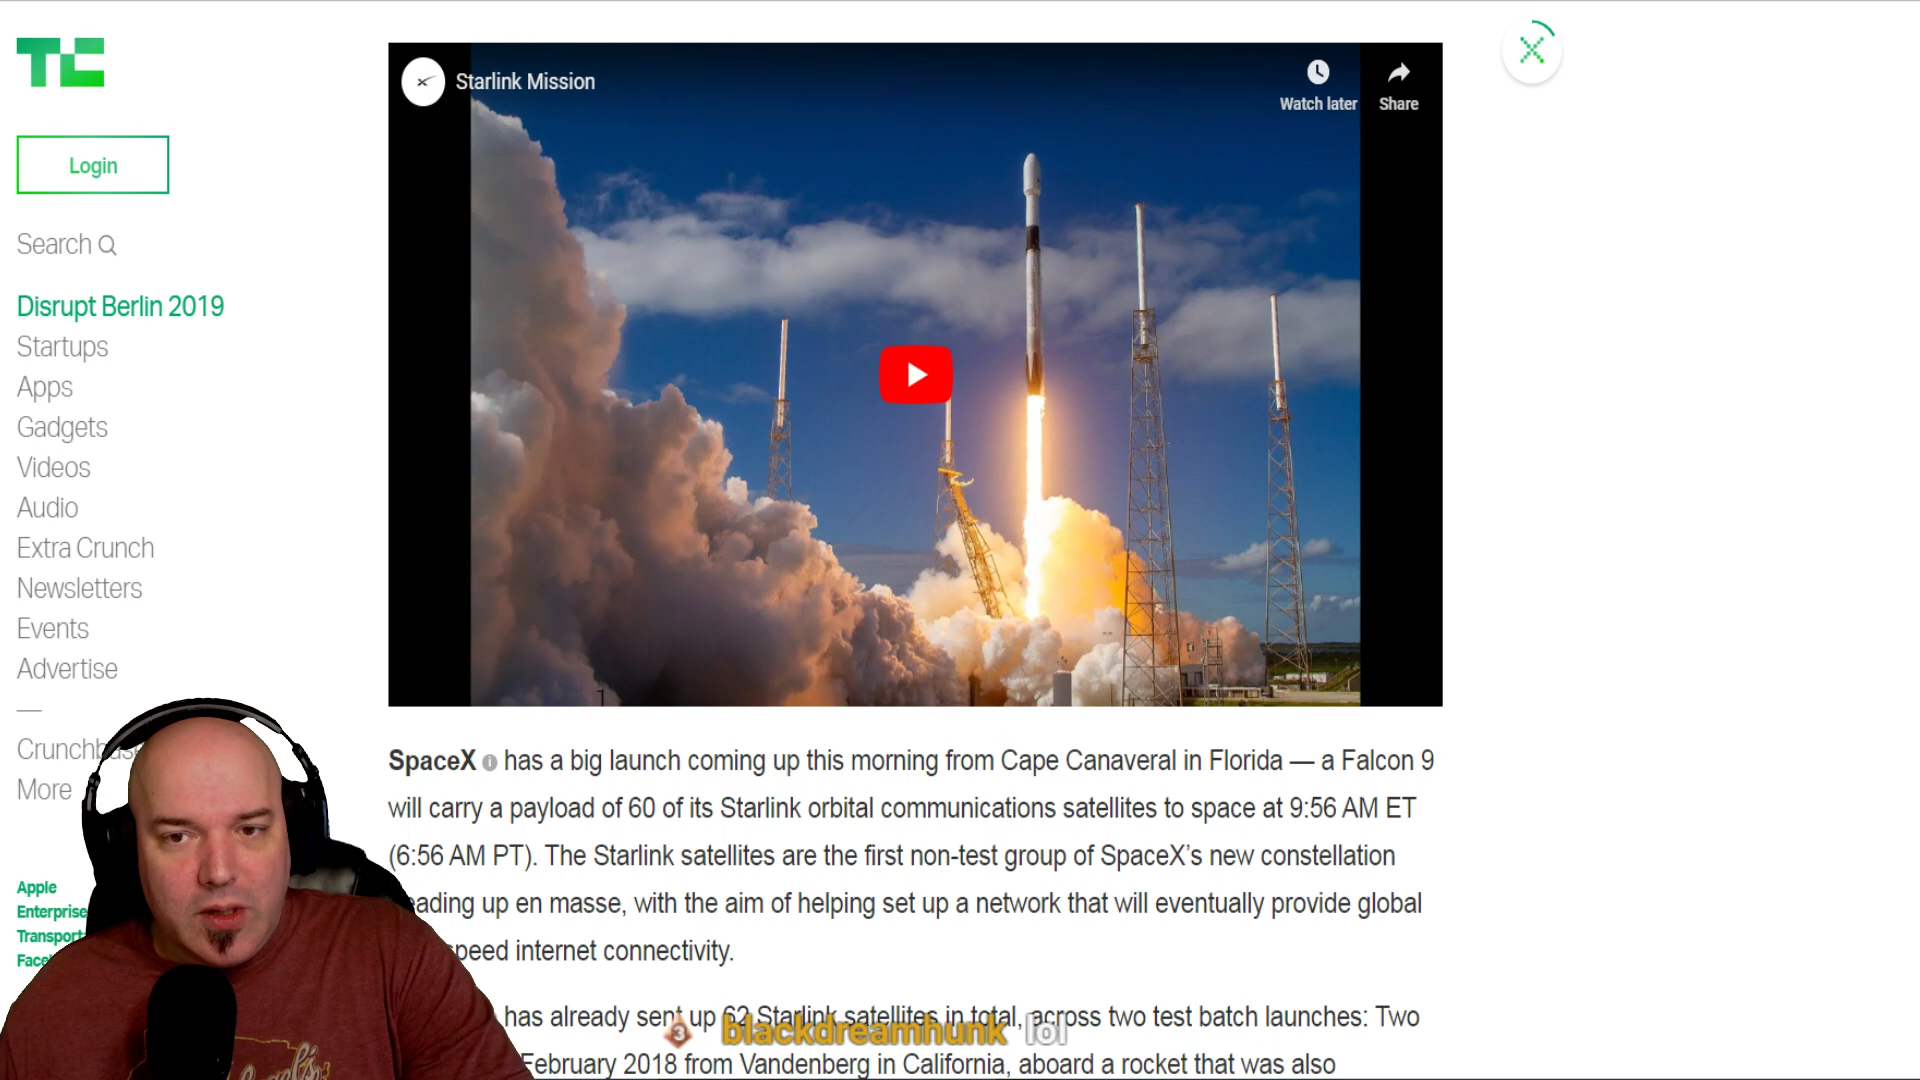 TC
Login
Search
Disrupt Berlin 2019
Startups
Apps
Gadgets
Videos
Audio
Extra Crunch
Newsletters
Events
Advertise
—
More
Apple
Enterprise
Starlink Mission
Watch later
Share
SpaceX has a big launch coming up this morning from Cape Canaveral in Florida — a Falcon 9
will carry a payload of 60 of its Starlink orbital communications satellites to space at 9:56 AM ET
(6:56 AM PT). The Starlink satellites are the first non-test group of SpaceX's new constellation
up en masse, with the aim of helping set up a network that will eventually provide global
internet connectivity.
has already sent up 62 Starlink satellites in total, across two test batch launches: Two
February 2018 from Vandenberg in California, aboard a rocket that was also
3 blackdreamhunk lol